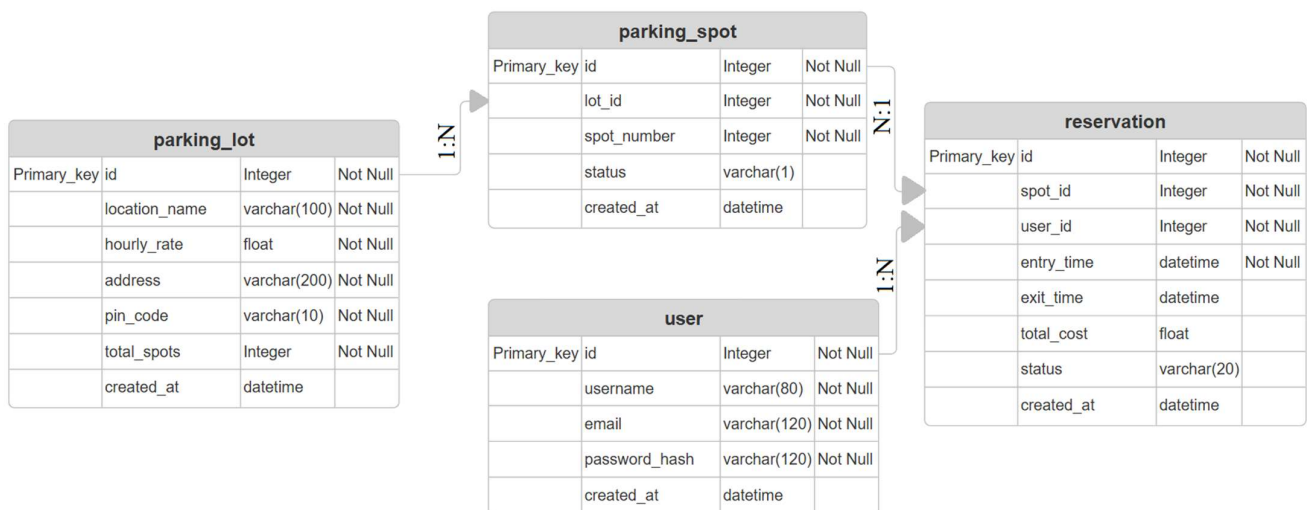 parking_lot
Primary_key id Integer Not Null
location_name varchar(100) Not Null
hourly_rate float Not Null
address varchar(200) Not Null
pin_code varchar(10) Not Null
total_spots Integer Not Null
created_at datetime
1:N
parking_spot
Primary_key id Integer Not Null
lot_id Integer Not Null
spot_number Integer Not Null
status varchar(1)
created_at datetime
N:1
user
Primary_key id Integer Not Null
username varchar(80) Not Null
email varchar(120) Not Null
password_hash varchar(120) Not Null
created_at datetime
1:N
reservation
Primary_key id Integer Not Null
spot_id Integer Not Null
user_id Integer Not Null
entry_time datetime Not Null
exit_time datetime
total_cost float
status varchar(20)
created_at datetime